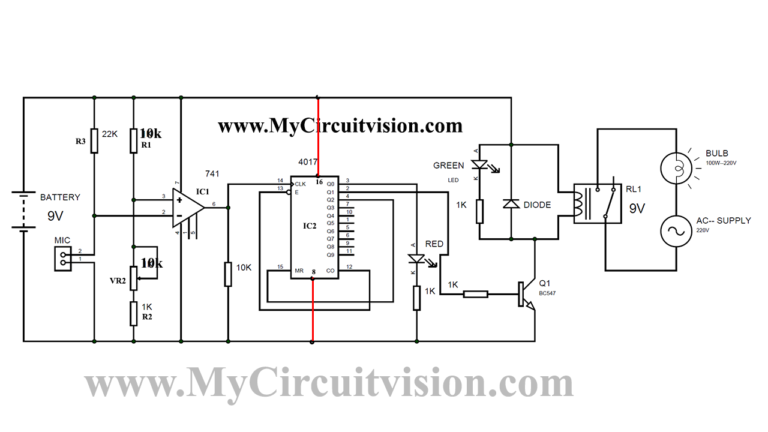 www.MyCircuitvision.com
R3
22K
10k
R1
741
IC1
7
3
2
6
4
1
5
BATTERY
9V
MIC
2
1
10k
VR2
1K
R2
10K
4017
16
14
13
CLK
E
IC2
15
MR
8
CO
12
Q0
3
Q1
2
Q2
4
Q3
7
Q4
10
Q5
1
Q6
5
Q7
6
Q8
9
Q9
11
A
RED
K
1K
1K
GREEN
LED
A
K
1K
DIODE
Q1
BC547
RL1
9V
BULB
100W~220V
AC-- SUPPLY
220V
www.MyCircuitvision.com